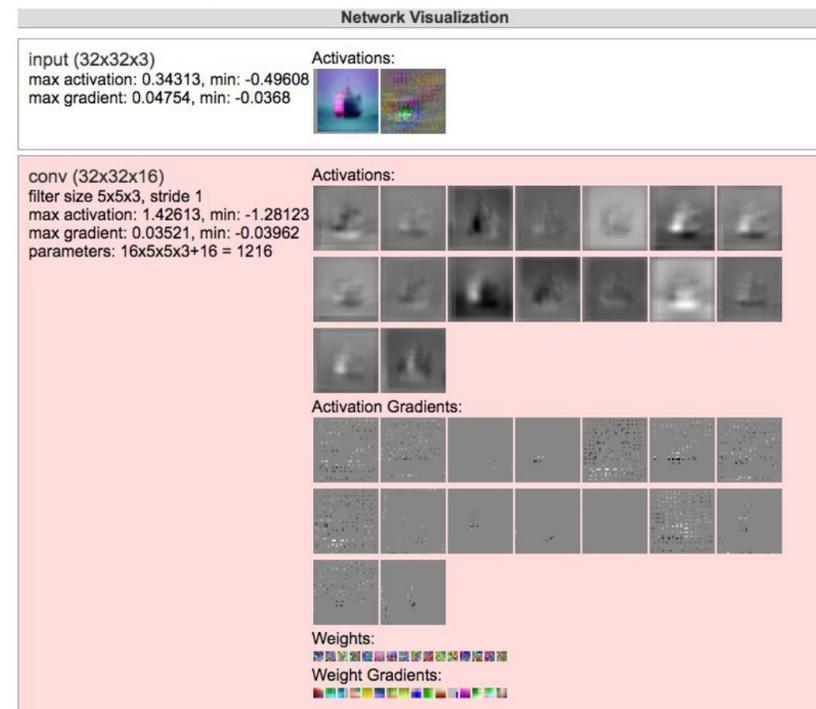 Network Visualization
input (32x32x3)
max activation: 0.34313, min: -0.49608
max gradient: 0.04754, min: -0.0368
Activations:
conv (32x32x16)
filter size 5x5x3, stride 1
max activation: 1.42613, min: -1.28123
max gradient: 0.03521, min: -0.03962
parameters: 16x5x5x3+16 = 1216
Activations:
Activation Gradients:
Weights:
Weight Gradients: